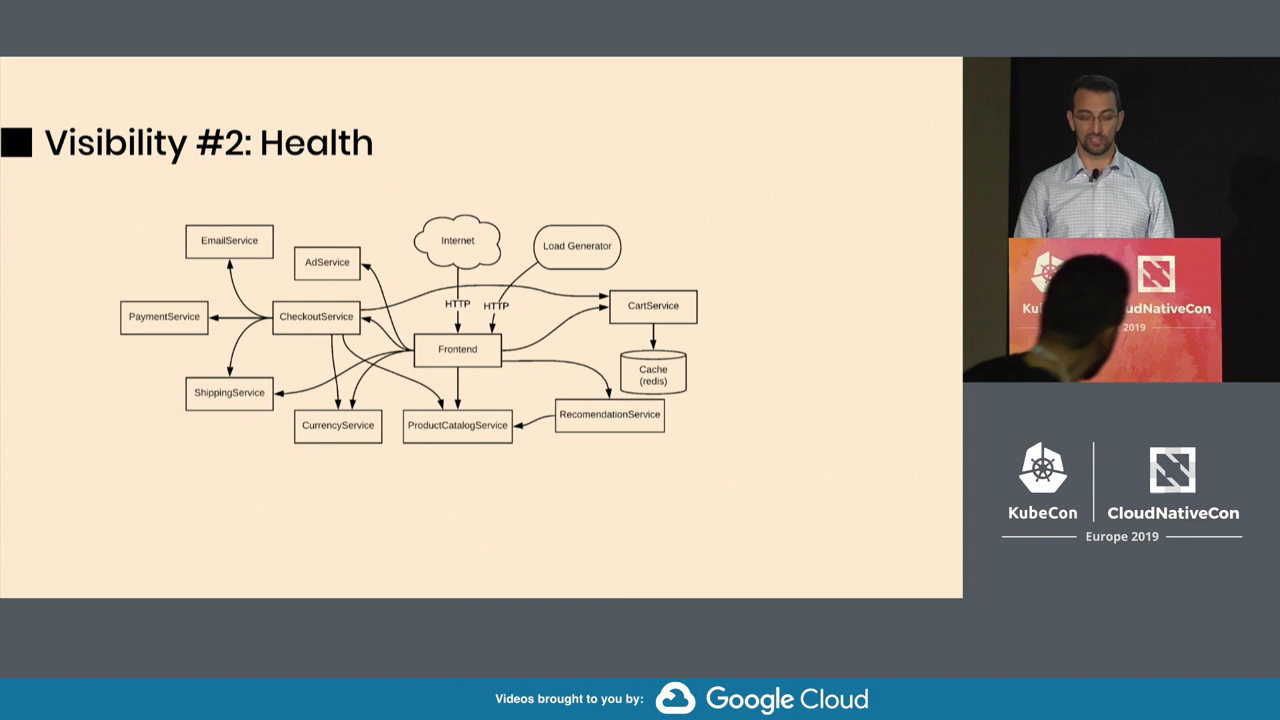 Visibility #2: Health
EmailService
Internet
Load Generator
AdService
HTTP
HTTP
CartService
PaymentService
CheckoutService
Frontend
Cache
(redis)
ShippingService
CurrencyService
ProductCatalogService
RecomendationService
CloudNativeCon
2019
KubeCon
CloudNativeCon
Europe 2019
Videos brought to you by:
Google Cloud